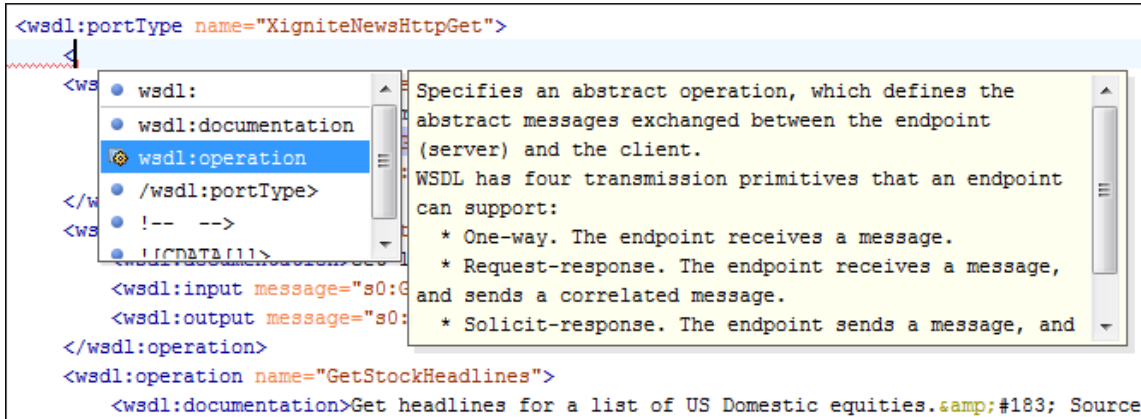 <wsdl:portType name="XigniteNewsHttpGet">
<
<ws
wsdl:
wsdl:documentation
wsdl:operation
/wsdl:portType>
!-- -->
![CDATA[]]>
Specifies an abstract operation, which defines the
abstract messages exchanged between the endpoint
(server) and the client.
WSDL has four transmission primitives that an endpoint
can support:
* One-way. The endpoint receives a message.
* Request-response. The endpoint receives a message,
and sends a correlated message.
* Solicit-response. The endpoint sends a message, and
</w
<ws
<wsdl:input message="s0:G
<wsdl:output message="s0:
</wsdl:operation>
<wsdl:operation name="GetStockHeadlines">
<wsdl:documentation>Get headlines for a list of US Domestic equities.&amp;#183; Source